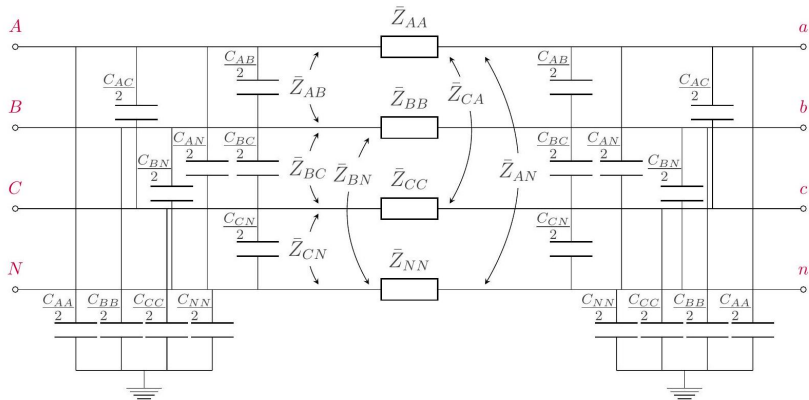 Z̄_AA
A
a
C_AB/2
C_AB/2
C_AC/2
C_AC/2
Z̄_AB
Z̄_CA
Z̄_BB
B
b
C_AN/2
C_BC/2
C_BC/2
C_AN/2
C_BN/2
C_BN/2
Z̄_BC
Z̄_BN
Z̄_AN
Z̄_CC
C
c
C_CN/2
C_CN/2
Z̄_CN
Z̄_NN
N
n
C_AA/2 C_BB/2 C_CC/2 C_NN/2
C_NN/2 C_CC/2 C_BB/2 C_AA/2